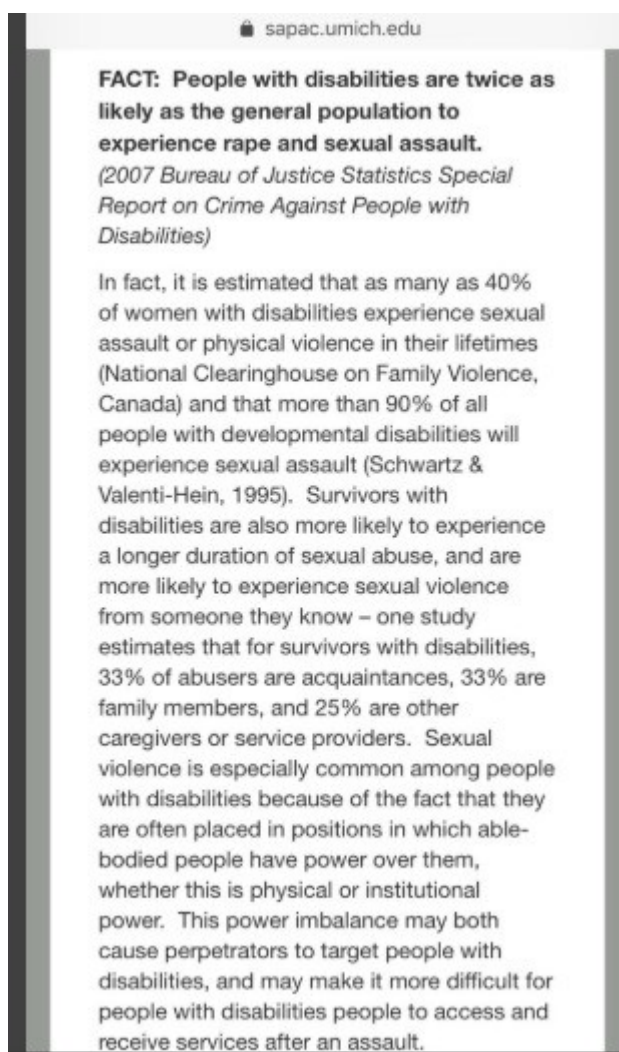 sapac.umich.edu
FACT: People with disabilities are twice as
likely as the general population to
experience rape and sexual assault.
(2007 Bureau of Justice Statistics Special
Report on Crime Against People with
Disabilities)
In fact, it is estimated that as many as 40%
of women with disabilities experience sexual
assault or physical violence in their lifetimes
(National Clearinghouse on Family Violence,
Canada) and that more than 90% of all
people with developmental disabilities will
experience sexual assault (Schwartz &
Valenti-Hein, 1995). Survivors with
disabilities are also more likely to experience
a longer duration of sexual abuse, and are
more likely to experience sexual violence
from someone they know – one study
estimates that for survivors with disabilities,
33% of abusers are acquaintances, 33% are
family members, and 25% are other
caregivers or service providers. Sexual
violence is especially common among people
with disabilities because of the fact that they
are often placed in positions in which able-
bodied people have power over them,
whether this is physical or institutional
power. This power imbalance may both
cause perpetrators to target people with
disabilities, and may make it more difficult for
people with disabilities people to access and
receive services after an assault.